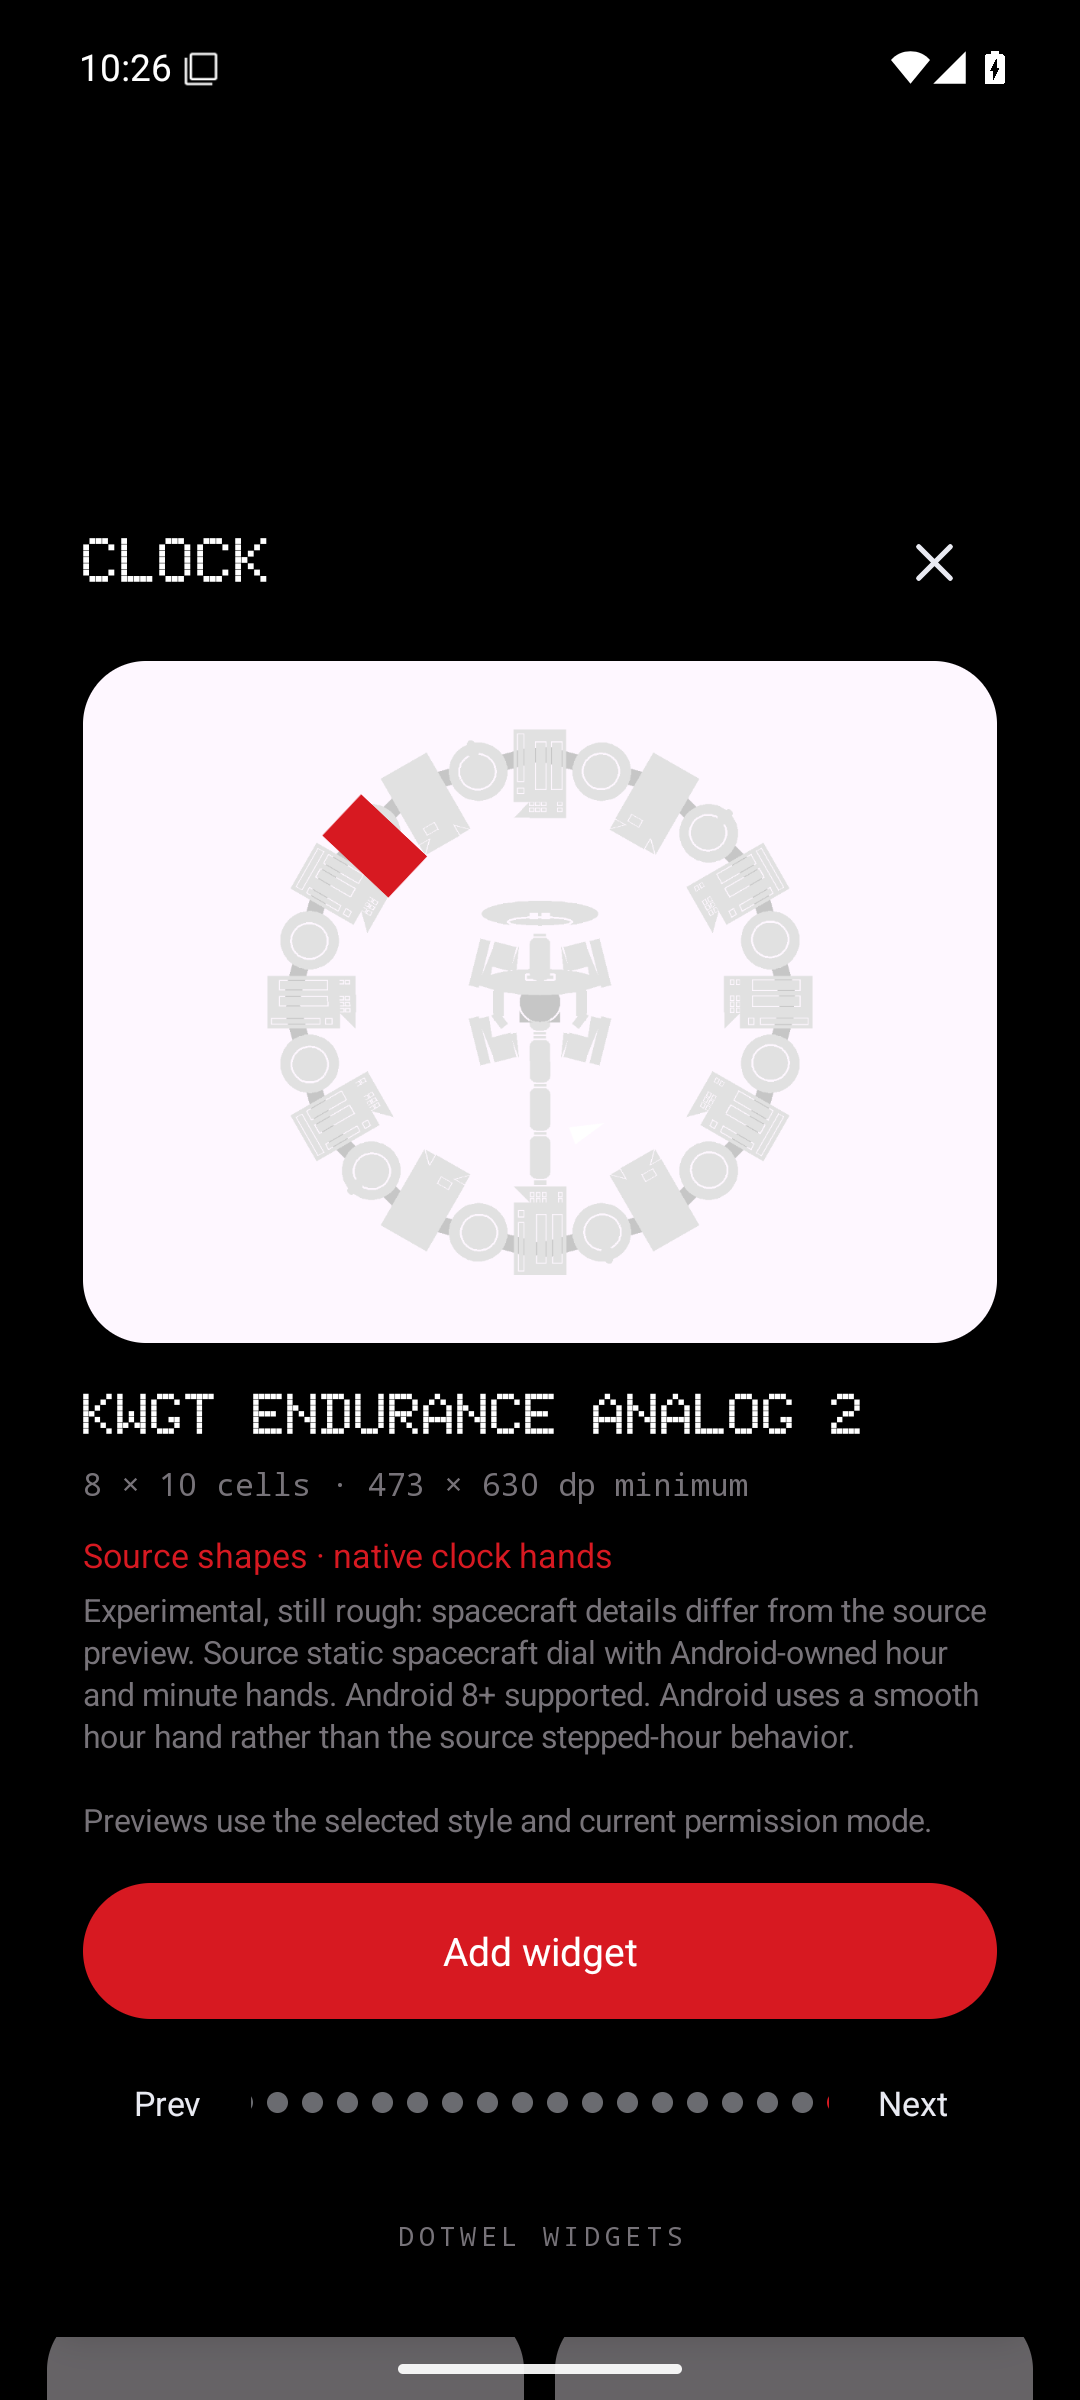 10:26
CLOCK
KWGT ENDURANCE ANALOG 2
8 × 10 cells · 473 × 630 dp minimum
Source shapes · native clock hands
Experimental, still rough: spacecraft details differ from the source
preview. Source static spacecraft dial with Android-owned hour
and minute hands. Android 8+ supported. Android uses a smooth
hour hand rather than the source stepped-hour behavior.
Previews use the selected style and current permission mode.
Add widget
Prev
Next
DOTWEL WIDGETS